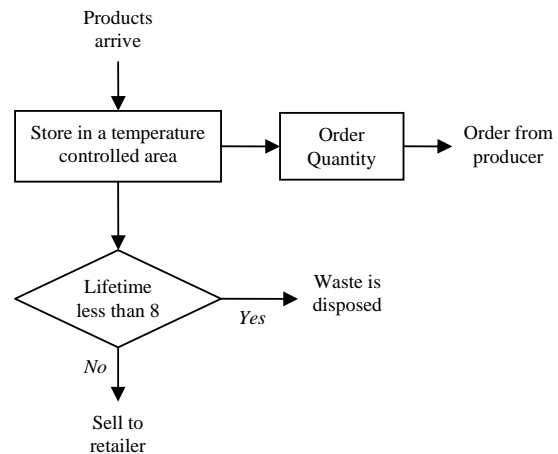 Products
arrive
Store in a temperature
controlled area
Order
Quantity
Order from
producer
Lifetime
less than 8
Yes
Waste is
disposed
No
Sell to
retailer